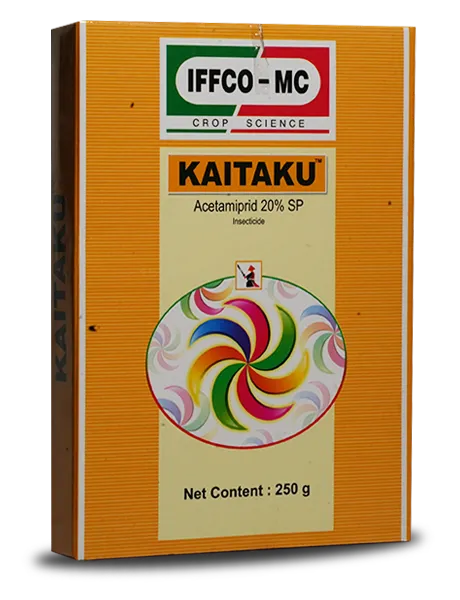 IFFCO-MC
CROP SCIENCE
KAITAKU™
Acetamiprid 20% SP
Insecticide
Net Content : 250 g
KAITAKU